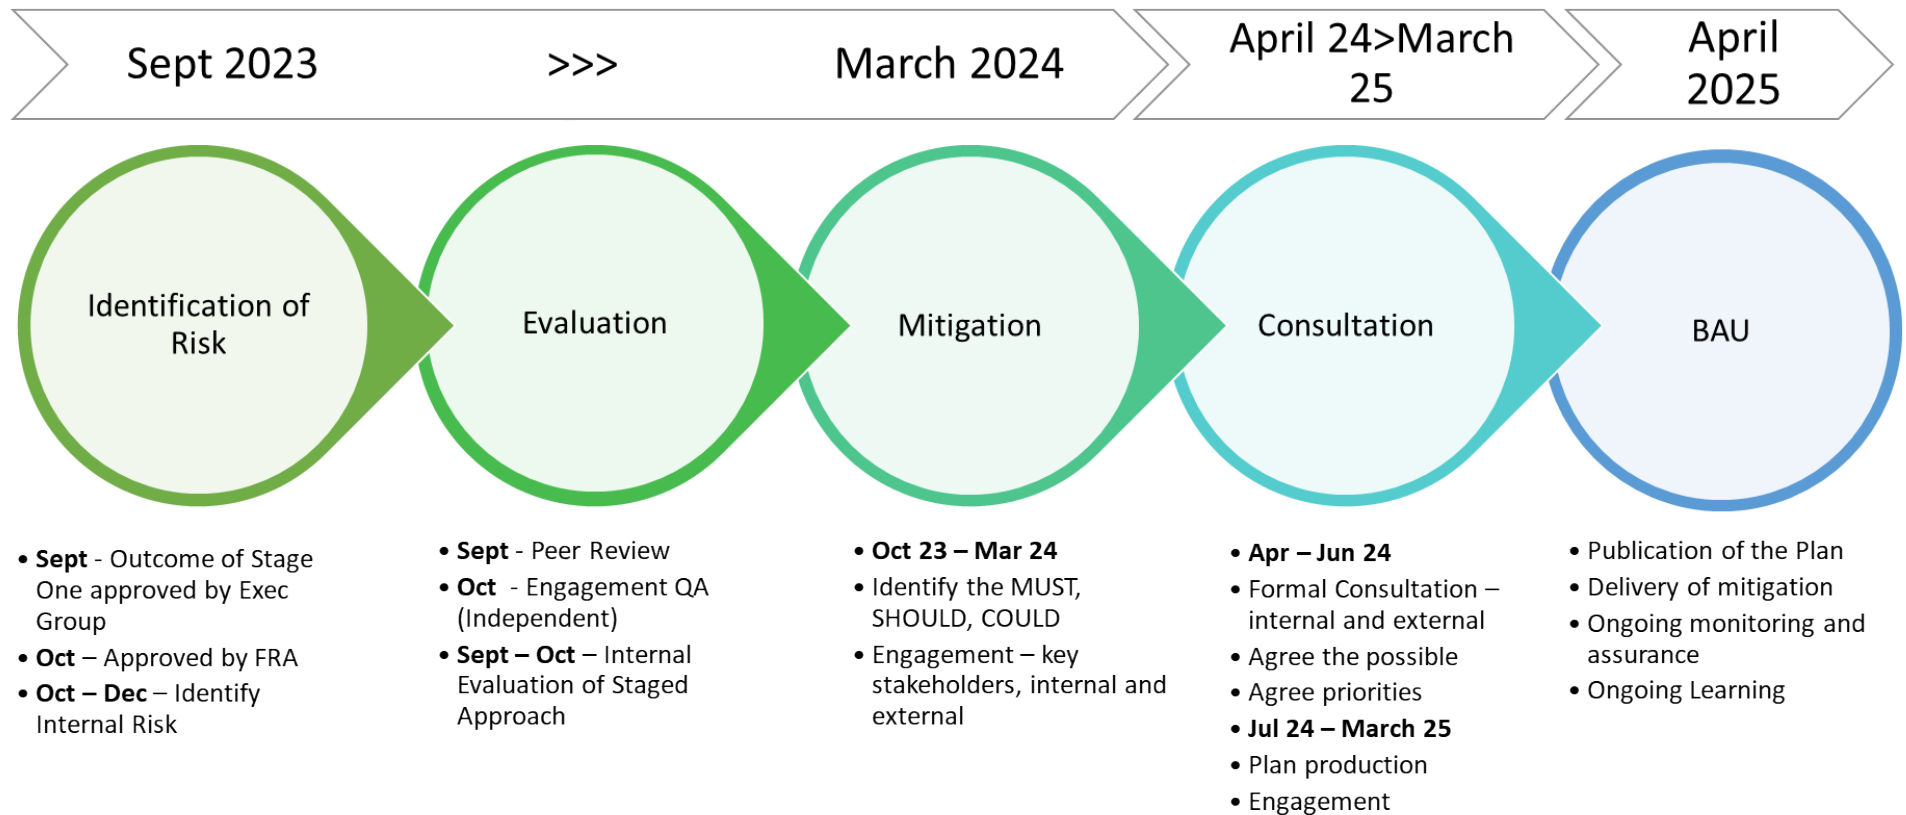 Sept 2023 >>> March 2024
April 24>March
25
April
2025
Identification of
Risk
Evaluation
Mitigation
Consultation
BAU
• Sept - Outcome of Stage
One approved by Exec
Group
• Oct – Approved by FRA
• Oct – Dec – Identify
Internal Risk
• Sept - Peer Review
• Oct  - Engagement QA
(Independent)
• Sept – Oct – Internal
Evaluation of Staged
Approach
• Oct 23 – Mar 24
• Identify the MUST,
SHOULD, COULD
• Engagement – key
stakeholders, internal and
external
• Apr – Jun 24
• Formal Consultation –
internal and external
• Agree the possible
• Agree priorities
• Jul 24 – March 25
• Plan production
• Engagement
• Publication of the Plan
• Delivery of mitigation
• Ongoing monitoring and
assurance
• Ongoing Learning